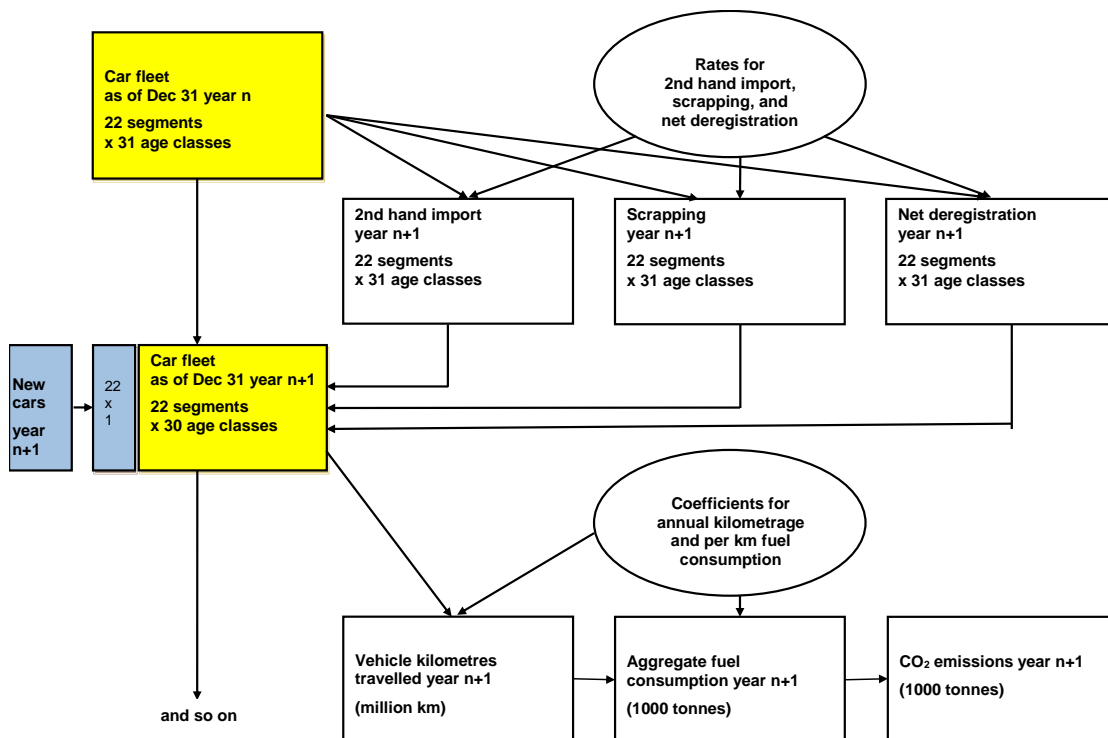 Car fleet
as of Dec 31 year n
22 segments
x 31 age classes
Rates for
2nd hand import,
scrapping, and
net deregistration
2nd hand import
year n+1
22 segments
x 31 age classes
Scrapping
year n+1
22 segments
x 31 age classes
Net deregistration
year n+1
22 segments
x 31 age classes
New
cars
year
n+1
22
x
1
Car fleet
as of Dec 31 year n+1
22 segments
x 30 age classes
Coefficients for
annual kilometrage
and per km fuel
consumption
Vehicle kilometres
travelled year n+1
(million km)
Aggregate fuel
consumption year n+1
(1000 tonnes)
CO₂ emissions year n+1
(1000 tonnes)
and so on